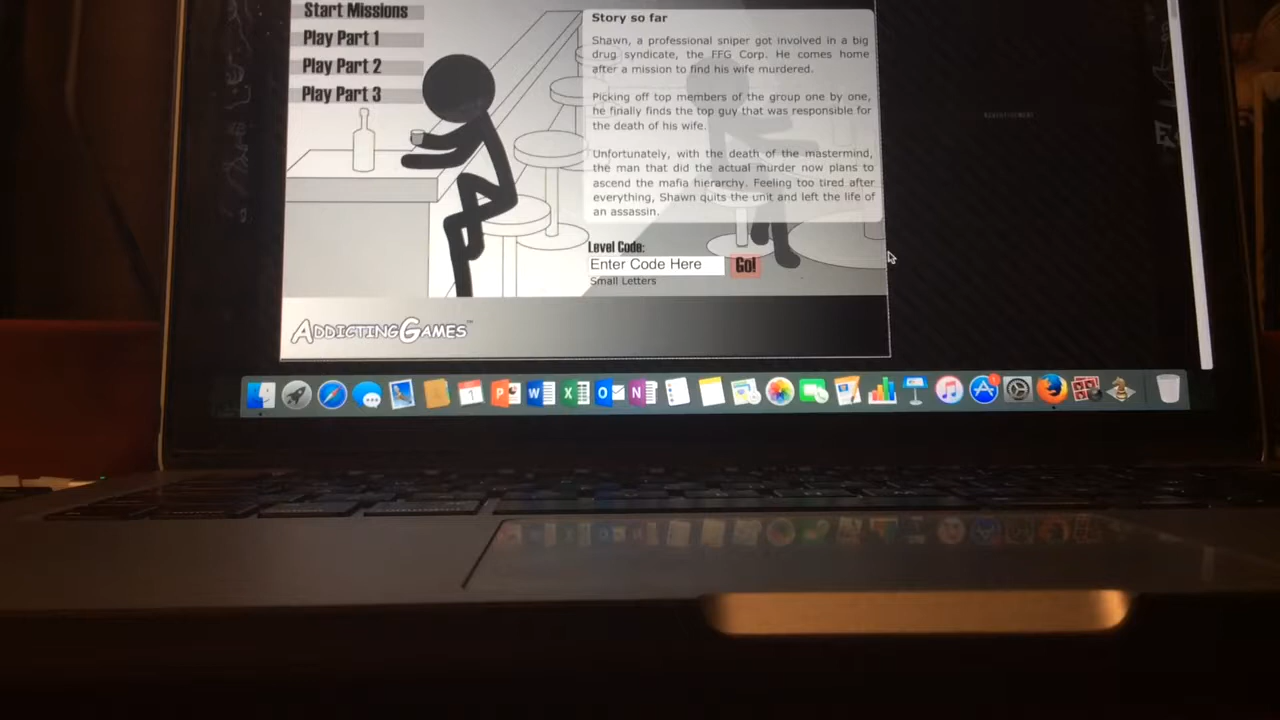 Start Missions
Play Part 1
Play Part 2
Play Part 3
Story so far
Shawn, a professional sniper got involved in a big
drug syndicate, the FFG Corp. He comes home
after a mission to find his wife murdered.
Picking off top members of the group one by one,
he finally finds the top guy that was responsible for
the death of his wife.
Unfortunately, with the death of the mastermind,
the man that did the actual murder now plans to
ascend the mafia hierarchy. Feeling too tired after
everything, Shawn quits the unit and left the life of
an assassin.
Level Code:
Enter Code Here
Go!
Small Letters
ADDICTINGGAMES™
ADVERTISEMENT